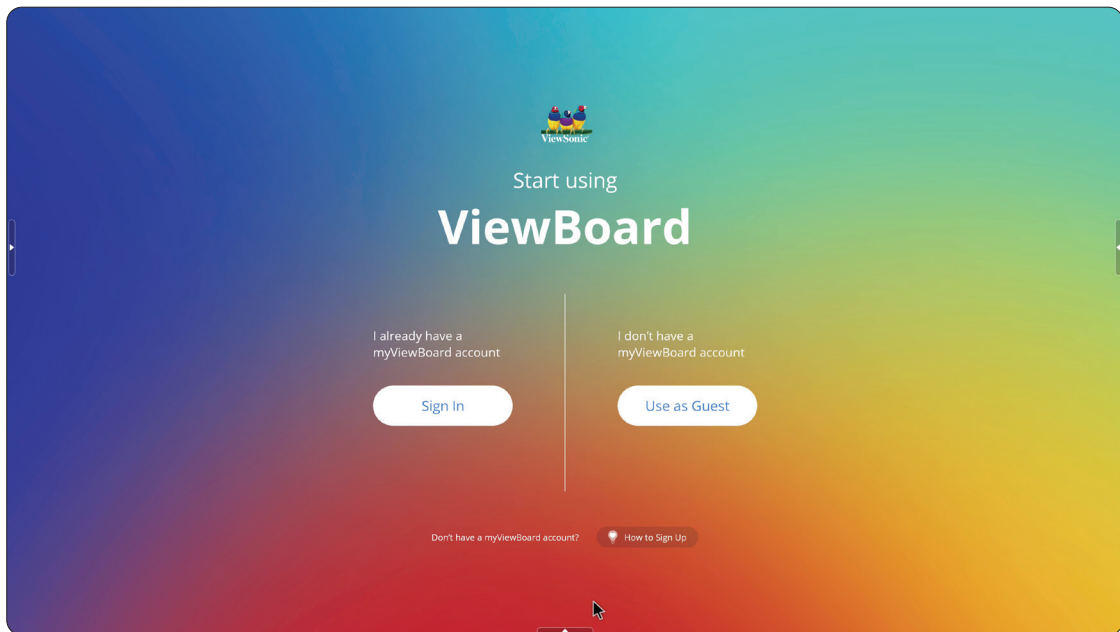 ViewSonic
Start using
ViewBoard
I already have a
myViewBoard account
Sign In
I don't have a
myViewBoard account
Use as Guest
Don't have a myViewBoard account?
How to Sign Up